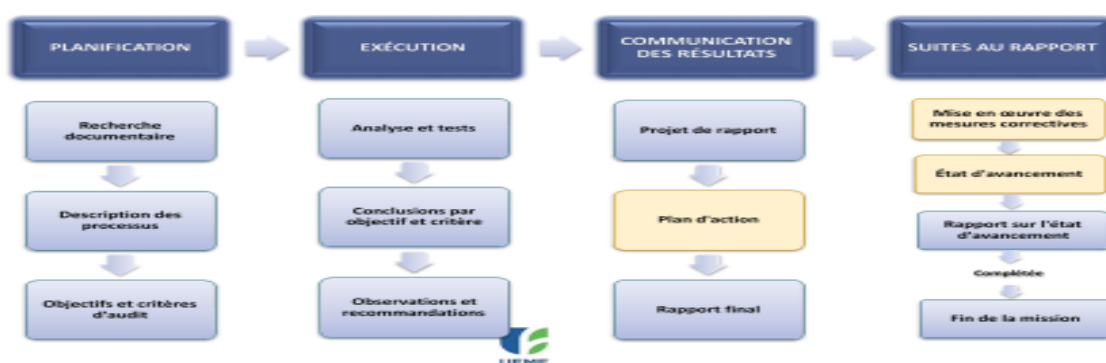 PLANIFICATION
EXÉCUTION
COMMUNICATION
DES RÉSULTATS
SUITES AU RAPPORT
Recherche
documentaire
Description des
processus
Objectifs et critères
d'audit
Analyse et tests
Conclusions par
objectif et critère
Observations et
recommandations
Projet de rapport
Plan d'action
Rapport final
Mise en œuvre des
mesures correctives
État d'avancement
Rapport sur l'état
d'avancement
Complétée
Fin de la mission